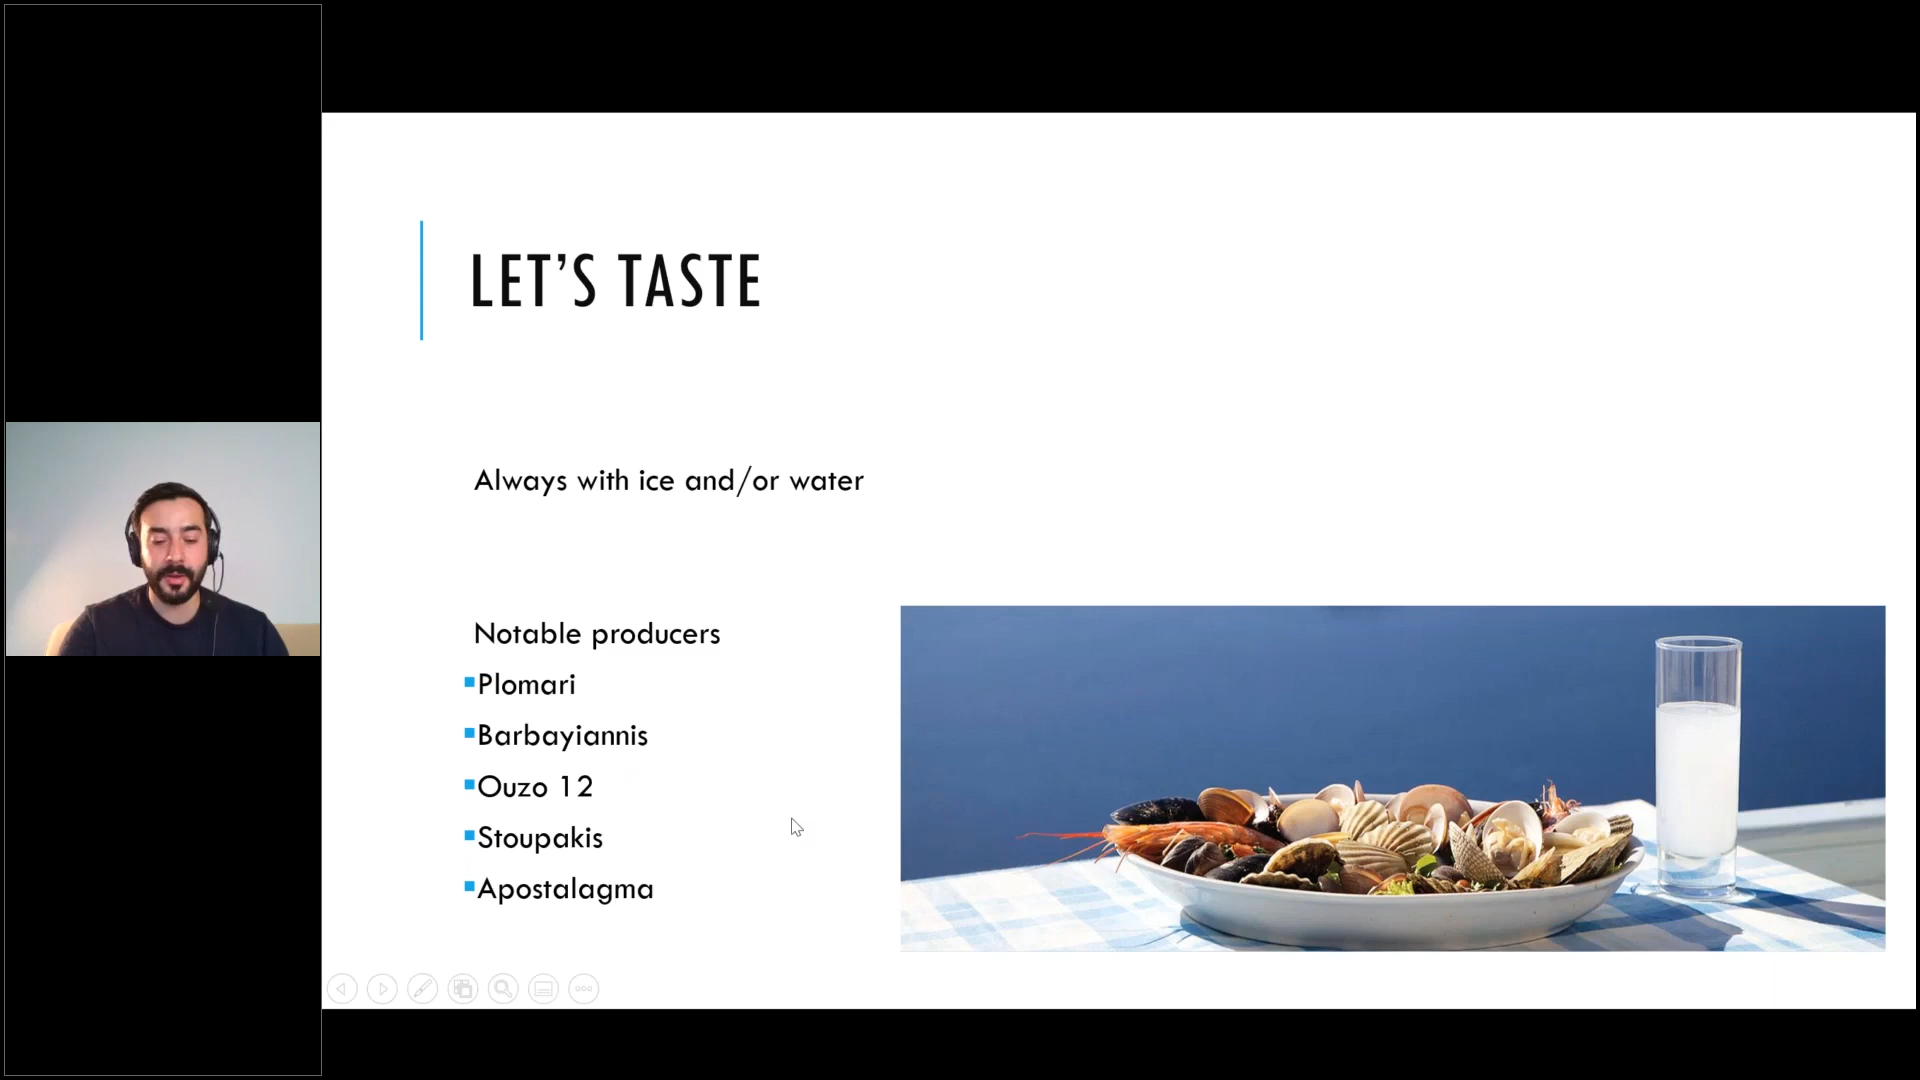 LET'S TASTE
Always with ice and/or water
Notable producers
Plomari
Barbayiannis
Ouzo 12
Stoupakis
Apostalagma